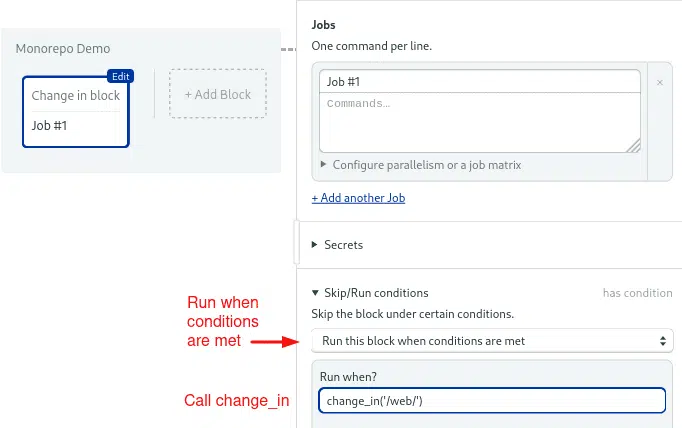 Monorepo Demo
Edit
Change in block
Job #1
+ Add Block
Jobs
One command per line.
Job #1
×
Commands…
Configure parallelism or a job matrix
+ Add another Job
Secrets
Skip/Run conditions
has condition
Skip the block under certain conditions.
Run when
conditions
are met
Run this block when conditions are met
Run when?
Call change_in
change_in('/web/')